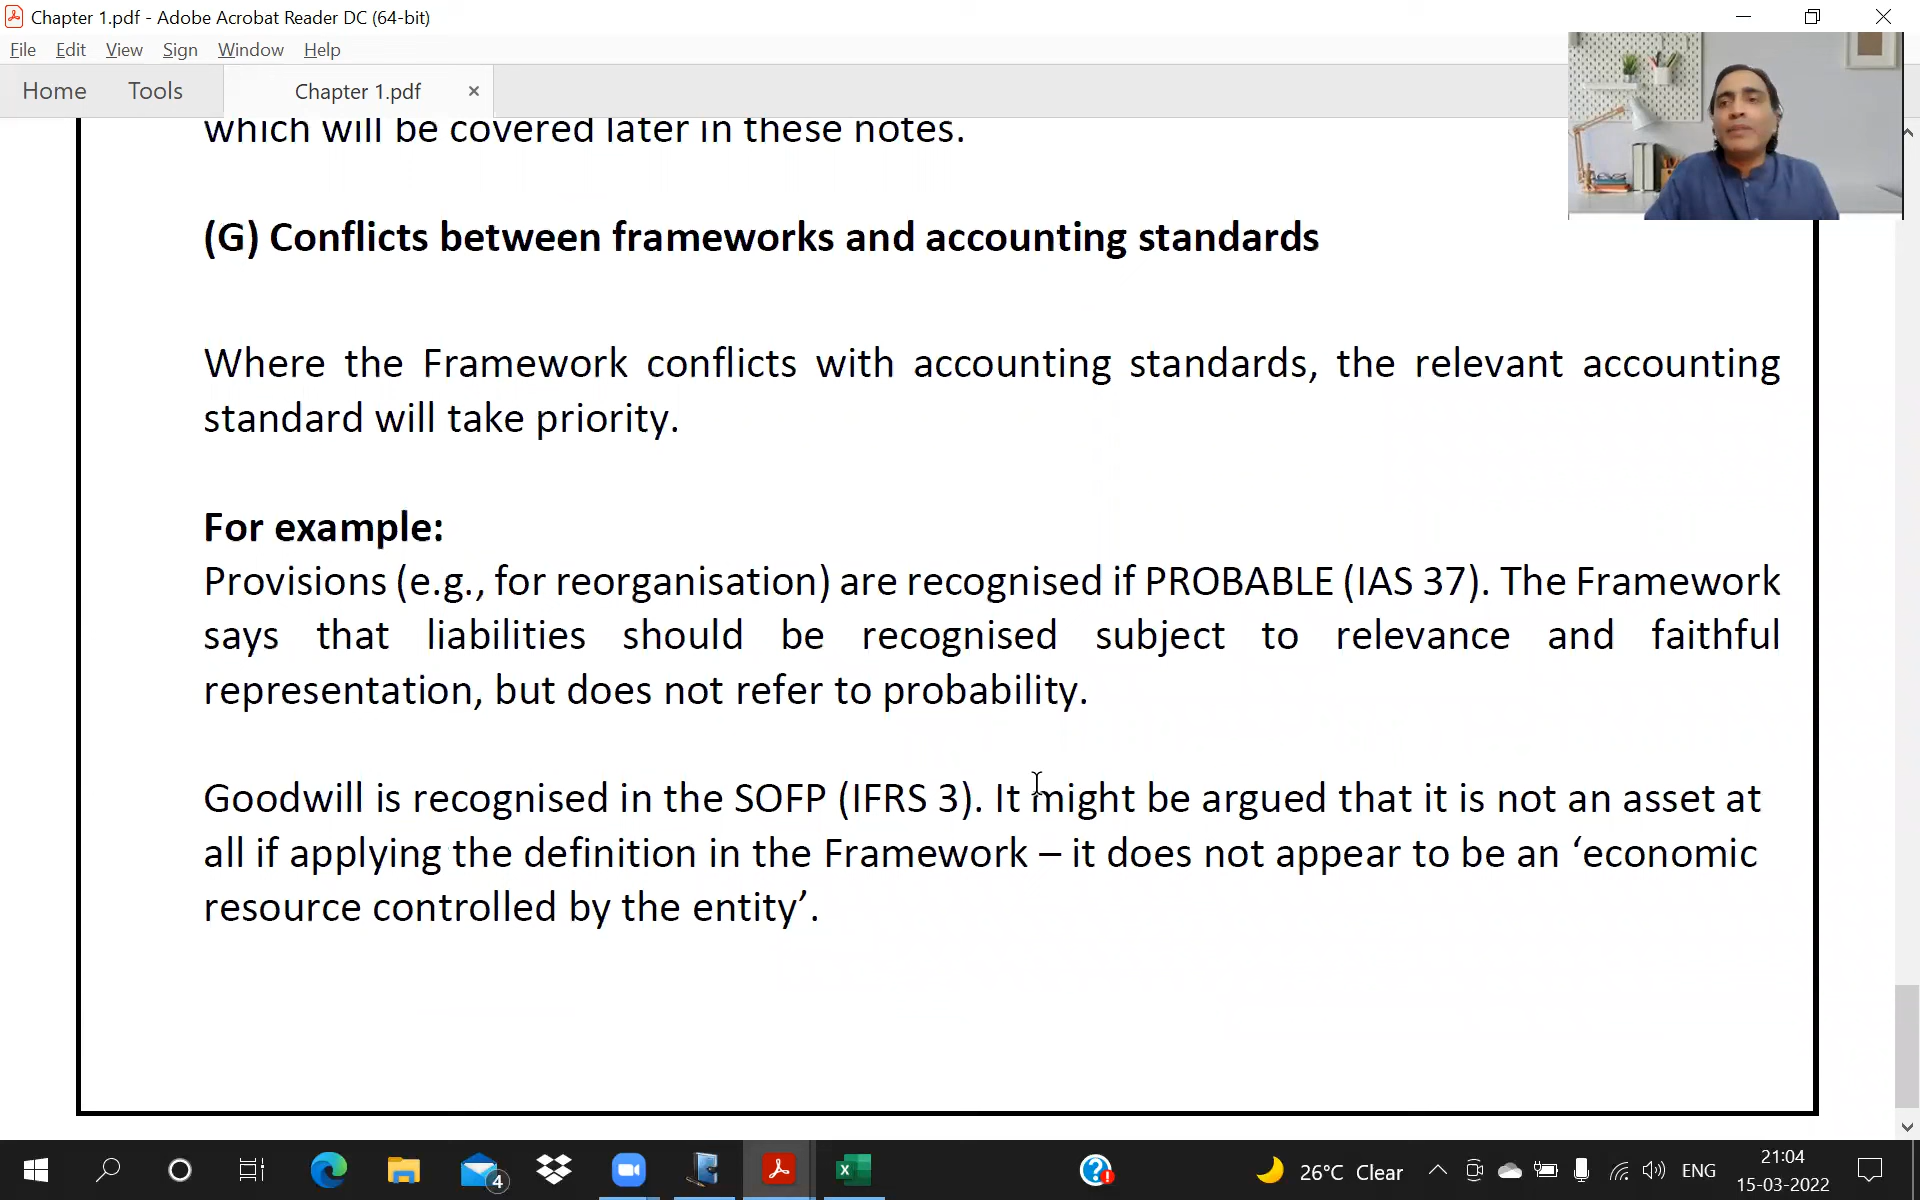 Chapter 1.pdf - Adobe Acrobat Reader DC (64-bit)
File Edit View Sign Window Help
Home Tools Chapter 1.pdf ×
which will be covered later in these notes.
(G) Conflicts between frameworks and accounting standards
Where the Framework conflicts with accounting standards, the relevant accounting
standard will take priority.
For example:
Provisions (e.g., for reorganisation) are recognised if PROBABLE (IAS 37). The Framework
says that liabilities should be recognised subject to relevance and faithful
representation, but does not refer to probability.
Goodwill is recognised in the SOFP (IFRS 3). It might be argued that it is not an asset at
all if applying the definition in the Framework – it does not appear to be an ‘economic
resource controlled by the entity’.
4
26°C Clear
ENG
21:04
15-03-2022